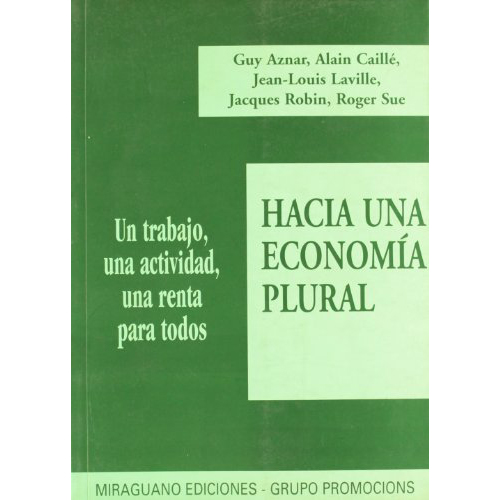 Guy Aznar, Alain Caillé,
Jean-Louis Laville,
Jacques Robin, Roger Sue
HACIA UNA
ECONOMÍA
PLURAL
Un trabajo,
una actividad,
una renta
para todos
MIRAGUANO EDICIONES - GRUPO PROMOCIONS